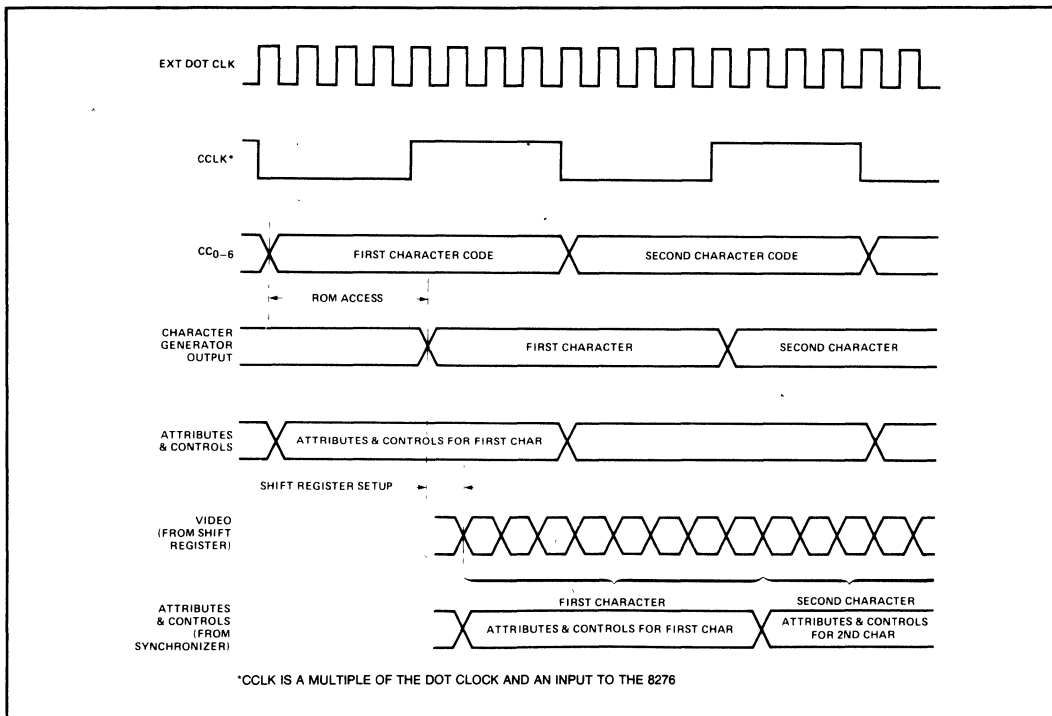 EXT DOT CLK
CCLK*
CC0–6
FIRST CHARACTER CODE
SECOND CHARACTER CODE
ROM ACCESS
CHARACTER
GENERATOR
OUTPUT
FIRST CHARACTER
SECOND CHARACTER
ATTRIBUTES
& CONTROLS
ATTRIBUTES & CONTROLS FOR FIRST CHAR
SHIFT REGISTER SETUP
VIDEO
(FROM SHIFT
REGISTER)
FIRST CHARACTER
SECOND CHARACTER
ATTRIBUTES
& CONTROLS
(FROM
SYNCHRONIZER)
ATTRIBUTES & CONTROLS FOR FIRST CHAR
ATTRIBUTES & CONTROLS
FOR 2ND CHAR
*CCLK IS A MULTIPLE OF THE DOT CLOCK AND AN INPUT TO THE 8276